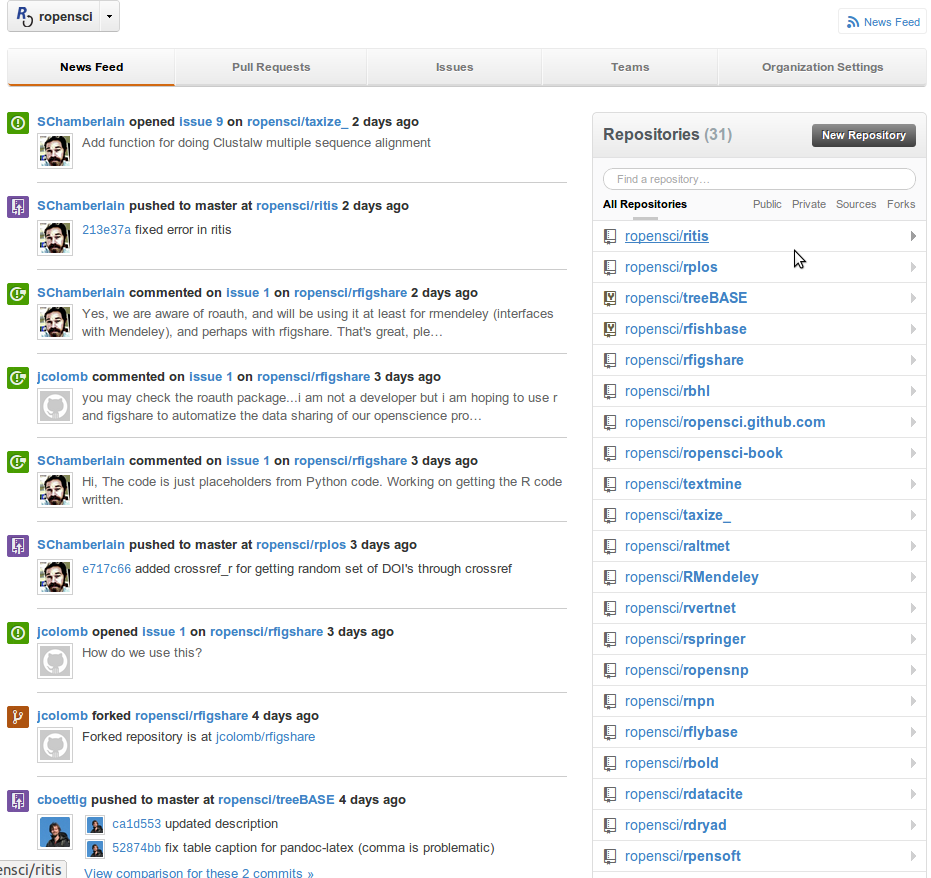 ropensci
News Feed
News Feed
Pull Requests
Issues
Teams
Organization Settings
SChamberlain opened issue 9 on ropensci/taxize_ 2 days ago
Add function for doing Clustalw multiple sequence alignment
SChamberlain pushed to master at ropensci/ritis 2 days ago
213e37a fixed error in ritis
SChamberlain commented on issue 1 on ropensci/rfigshare 2 days ago
Yes, we are aware of roauth, and will be using it at least for rmendeley (interfaces
with Mendeley), and perhaps with rfigshare. That's great, ple…
jcolomb commented on issue 1 on ropensci/rfigshare 3 days ago
you may check the roauth package...i am not a developer but i am hoping to use r
and figshare to automatize the data sharing of our openscience pro…
SChamberlain commented on issue 1 on ropensci/rfigshare 3 days ago
Hi, The code is just placeholders from Python code. Working on getting the R code
written.
SChamberlain pushed to master at ropensci/rplos 3 days ago
e717c66 added crossref_r for getting random set of DOI's through crossref
jcolomb opened issue 1 on ropensci/rfigshare 3 days ago
How do we use this?
jcolomb forked ropensci/rfigshare 4 days ago
Forked repository is at jcolomb/rfigshare
cboettig pushed to master at ropensci/treeBASE 4 days ago
ca1d553 updated description
52874bb fix table caption for pandoc-latex (comma is problematic)
View comparison for these 2 commits »
ensci/ritis
Repositories (31)
New Repository
Find a repository…
All Repositories
Public
Private
Sources
Forks
ropensci/ritis
ropensci/rplos
ropensci/treeBASE
ropensci/rfishbase
ropensci/rfigshare
ropensci/rbhl
ropensci/ropensci.github.com
ropensci/ropensci-book
ropensci/textmine
ropensci/taxize_
ropensci/raltmet
ropensci/RMendeley
ropensci/rvertnet
ropensci/rspringer
ropensci/ropensnp
ropensci/rnpn
ropensci/rflybase
ropensci/rbold
ropensci/rdatacite
ropensci/rdryad
ropensci/rpensoft